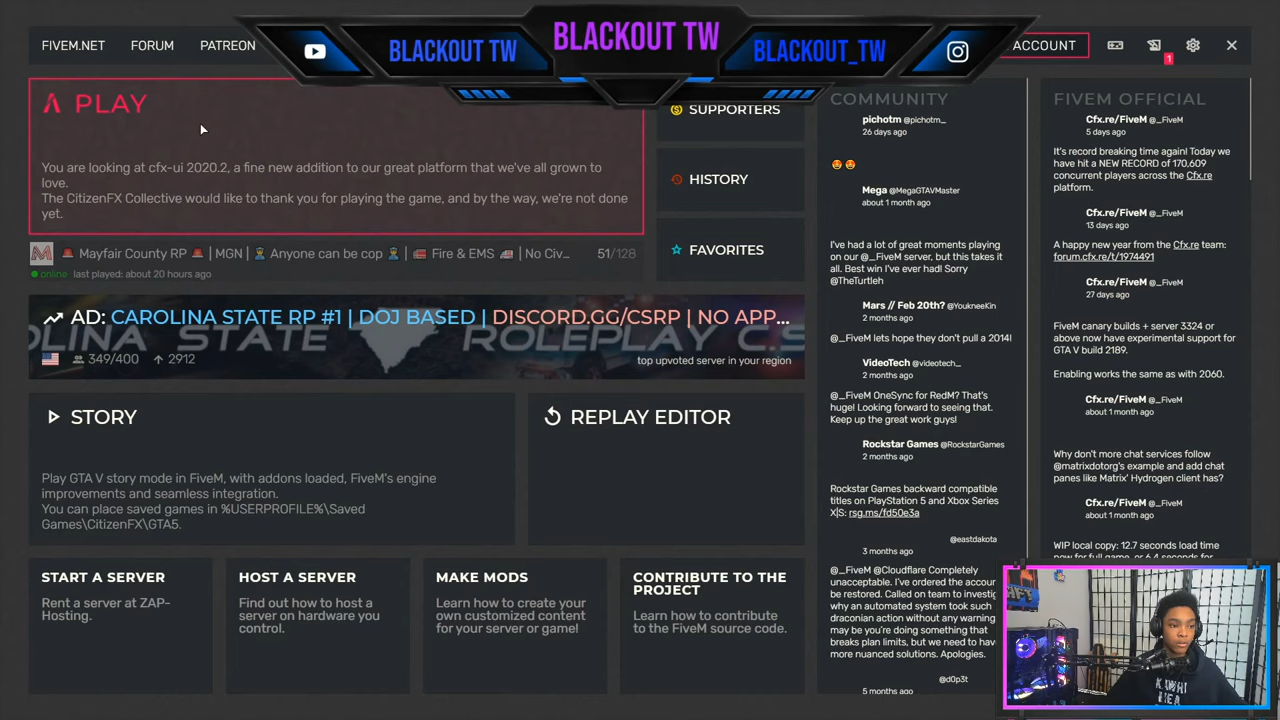 FIVEM.NET
FORUM
PATREON
BLACKOUT TW
BLACKOUT TW
BLACKOUT_TW
ACCOUNT
1
PLAY
You are looking at cfx-ui 2020.2, a fine new addition to our great platform that we've all grown to
love.
The CitizenFX Collective would like to thank you for playing the game, and by the way, we're not done
yet.
Mayfair County RP 🚨 | MGN | 👮 Anyone can be cop 👮 | 🚒 Fire & EMS 🚑 | No Civ...
51/128
online
last played: about 20 hours ago
SUPPORTERS
HISTORY
FAVORITES
AD: CAROLINA STATE RP #1 | DOJ BASED | DISCORD.GG/CSRP | NO APP...
349/400
2912
top upvoted server in your region
STORY
Play GTA V story mode in FiveM, with addons loaded, FiveM's engine
improvements and seamless integration.
You can place saved games in %USERPROFILE%\Saved
Games\CitizenFX\GTA5.
REPLAY EDITOR
START A SERVER
Rent a server at ZAP-
Hosting.
HOST A SERVER
Find out how to host a
server on hardware you
control.
MAKE MODS
Learn how to create your
own customized content
for your server or game!
CONTRIBUTE TO THE
PROJECT
Learn how to contribute
to the FiveM source code.
COMMUNITY
pichotm @pichotm_
26 days ago
😍😍
Mega @MegaGTAVMaster
about 1 month ago
I've had a lot of great moments playing
on our @_FiveM server, but this takes it
all. Best win I've ever had! Sorry
@TheTurtleh
Mars // Feb 20th? @YoukneeKin
2 months ago
@_FiveM lets hope they don't pull a 2014!
VideoTech @videotech_
2 months ago
@_FiveM OneSync for RedM? That's
huge! Looking forward to seeing that.
Keep up the great work guys!
Rockstar Games @RockstarGames
2 months ago
Rockstar Games backward compatible
titles on PlayStation 5 and Xbox Series
X|S: rsg.ms/fd50e3a
@eastdakota
3 months ago
@_FiveM @Cloudflare Completely
unacceptable. I've ordered the accour
be restored. Called on team to investig
why an automated system took such
draconian action without any warning
may be you're doing something that
breaks plan limits, but we need to have
more nuanced solutions. Apologies.
@d0p3t
5 months ago
FIVEM OFFICIAL
Cfx.re/FiveM @_FiveM
5 days ago
It's record breaking time again! Today we
have hit a NEW RECORD of 170,609
concurrent players across the Cfx.re
platform.
Cfx.re/FiveM @_FiveM
13 days ago
A happy new year from the Cfx.re team:
forum.cfx.re/t/1974491
Cfx.re/FiveM @_FiveM
27 days ago
FiveM canary builds + server 3324 or
above now have experimental support for
GTA V build 2189.
Enabling works the same as with 2060.
Cfx.re/FiveM @_FiveM
about 1 month ago
Why don't more chat services follow
@matrixdotorg's example and add chat
panes like Matrix' Hydrogen client has?
Cfx.re/FiveM @_FiveM
about 1 month ago
WIP local copy: 12.7 seconds load time